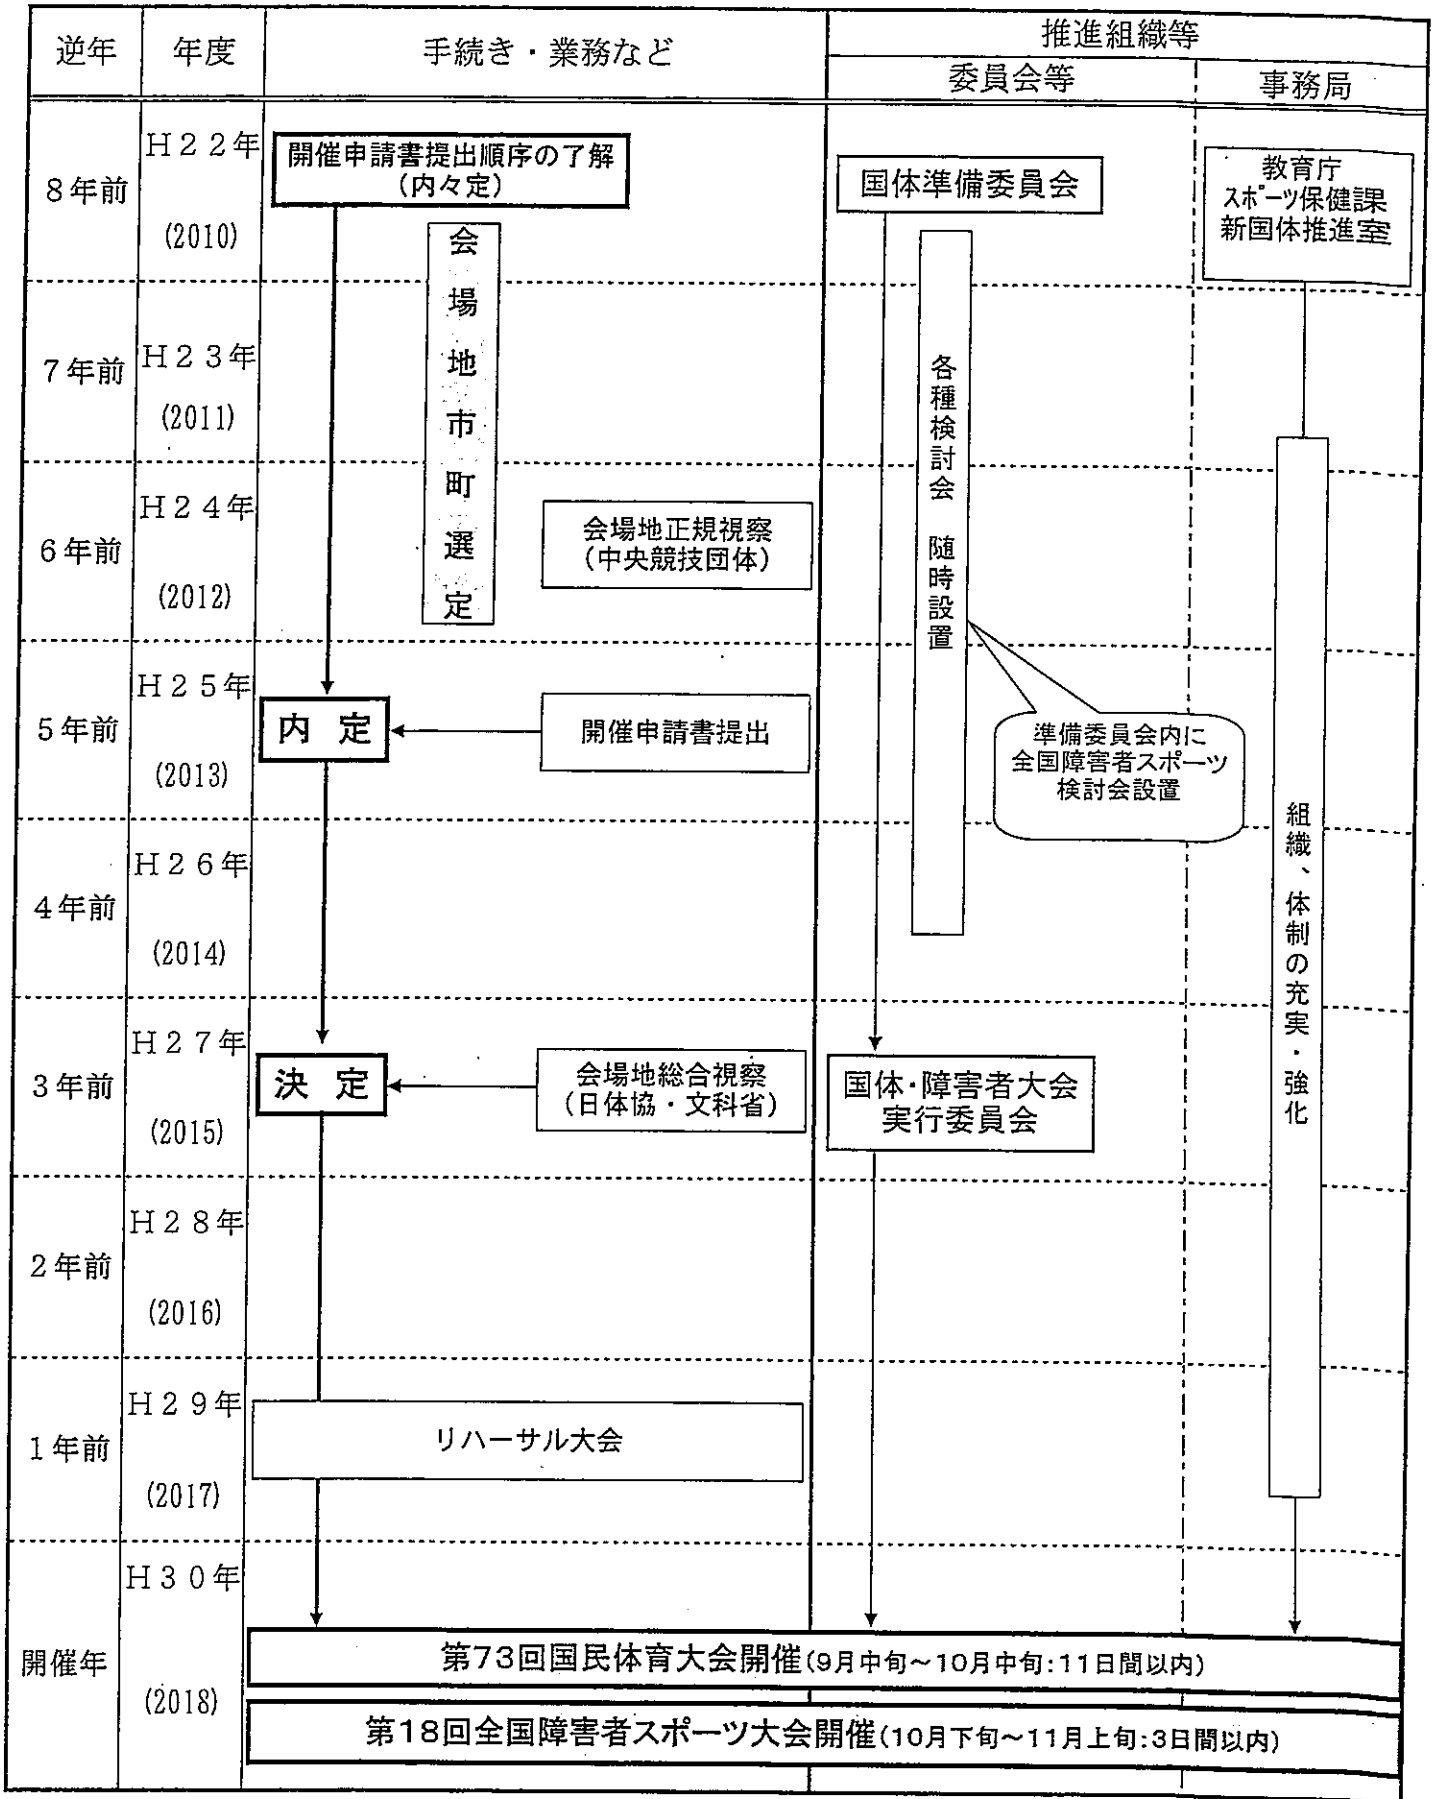 逆年
年度
手続き・業務など
推進組織等
委員会等
事務局
8年前
H22年
(2010)
開催申請書提出順序の了解
(内々定)
会場地市町選定
国体準備委員会
教育庁
スポーツ保健課
新国体推進室
7年前
H23年
(2011)
各種検討会 随時設置
6年前
H24年
(2012)
会場地正規視察
(中央競技団体)
5年前
H25年
(2013)
内 定
開催申請書提出
準備委員会内に
全国障害者スポーツ
検討会設置
組織、体制の充実・強化
4年前
H26年
(2014)
3年前
H27年
(2015)
決 定
会場地総合視察
(日体協・文科省)
国体・障害者大会
実行委員会
2年前
H28年
(2016)
1年前
H29年
(2017)
リハーサル大会
開催年
H30年
(2018)
第73回国民体育大会開催(9月中旬～10月中旬:11日間以内)
第18回全国障害者スポーツ大会開催(10月下旬～11月上旬:3日間以内)